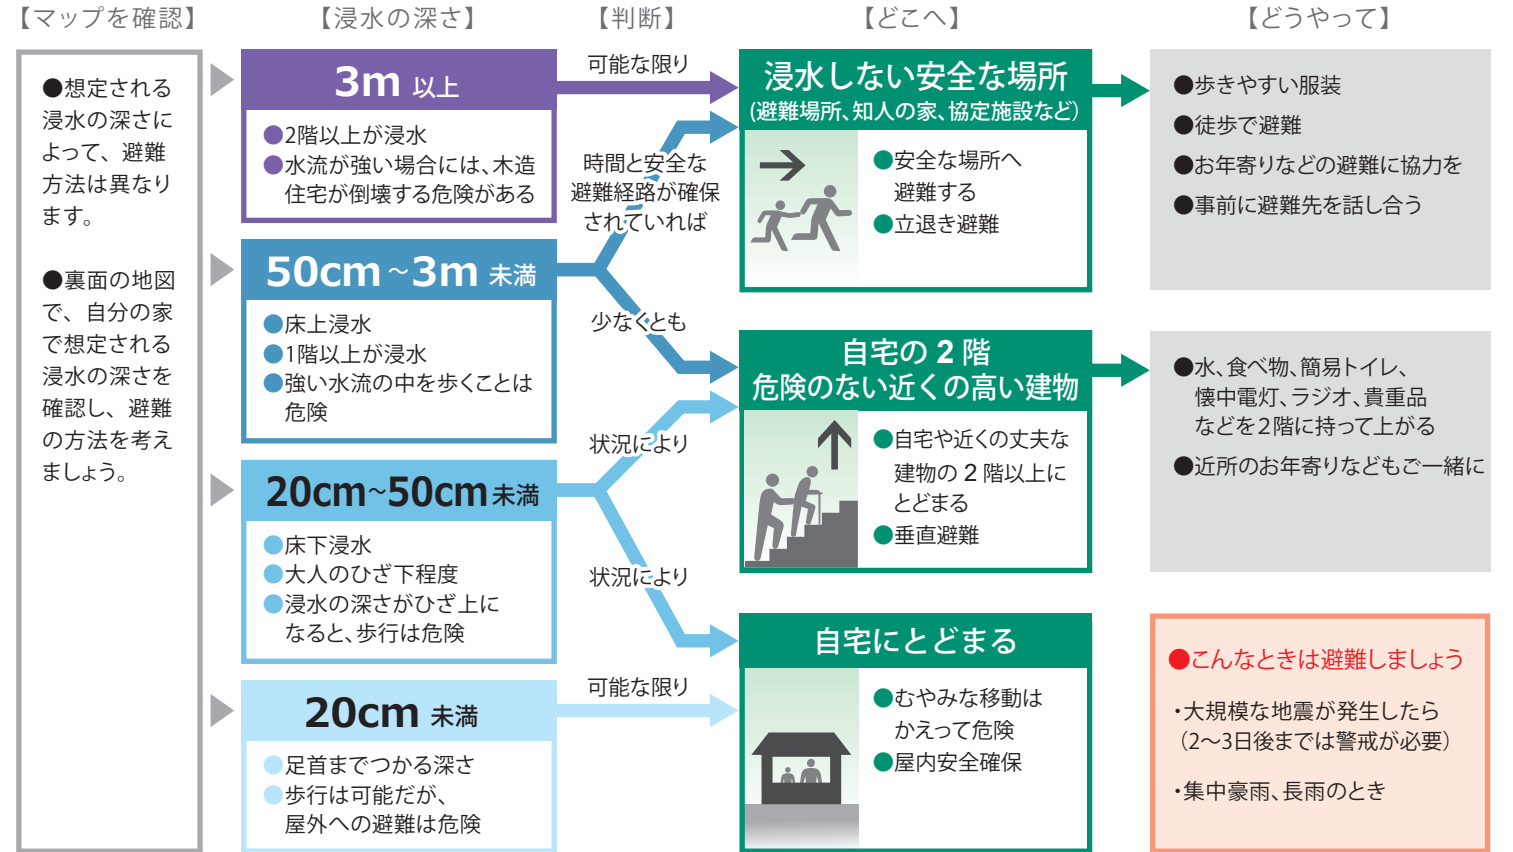 【マップを確認】
【浸水の深さ】
【判断】
【どこへ】
【どうやって】
●想定される
浸水の深さに
よって、避難
方法は異なり
ます。
●裏面の地図
で、自分の家
で想定される
浸水の深さを
確認し、避難
の方法を考え
ましょう。
3m 以上
●2階以上が浸水
●水流が強い場合には、木造
住宅が倒壊する危険がある
50cm～3m 未満
●床上浸水
●1階以上が浸水
●強い水流の中を歩くことは
危険
20cm～50cm未満
●床下浸水
●大人のひざ下程度
●浸水の深さがひざ上に
なると、歩行は危険
20cm 未満
●足首までつかる深さ
●歩行は可能だが、
屋外への避難は危険
可能な限り
時間と安全な
避難経路が確保
されていれば
少なくとも
状況により
状況により
可能な限り
浸水しない安全な場所
(避難場所、知人の家、協定施設など)
●安全な場所へ
避難する
●立退き避難
自宅の 2 階
危険のない近くの高い建物
●自宅や近くの丈夫な
建物の 2 階以上に
とどまる
●垂直避難
自宅にとどまる
●むやみな移動は
かえって危険
●屋内安全確保
●歩きやすい服装
●徒歩で避難
●お年寄りなどの避難に協力を
●事前に避難先を話し合う
●水、食べ物、簡易トイレ、
懐中電灯、ラジオ、貴重品
などを2階に持って上がる
●近所のお年寄りなどもご一緒に
●こんなときは避難しましょう
・大規模な地震が発生したら
（2～3日後までは警戒が必要）
・集中豪雨、長雨のとき